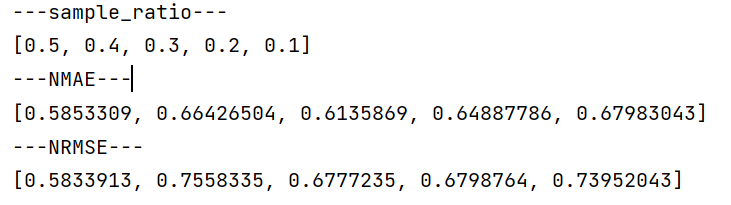 ---sample_ratio---
[0.5, 0.4, 0.3, 0.2, 0.1]
---NMAE---
[0.5853309, 0.66426504, 0.6135869, 0.64887786, 0.67983043]
---NRMSE---
[0.5833913, 0.7558335, 0.6777235, 0.6798764, 0.73952043]